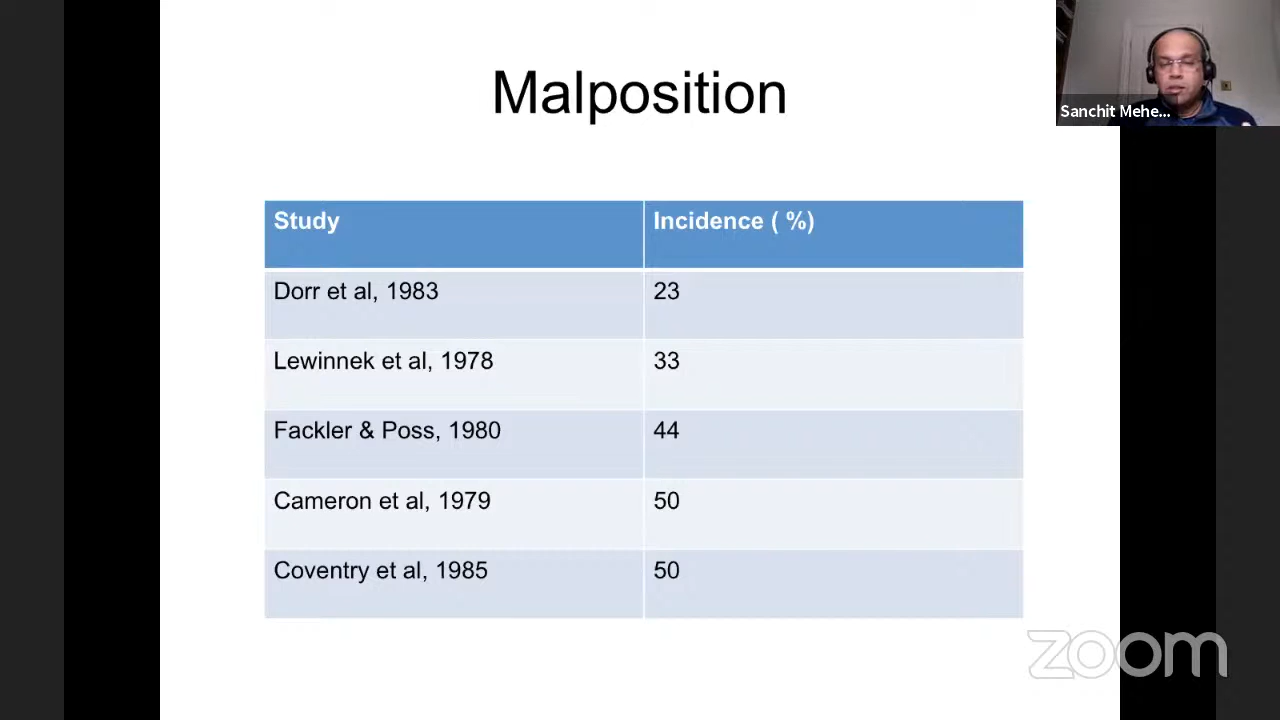 Malposition
Sanchit Mehe...
Study Incidence ( %)
Dorr et al, 1983 23
Lewinnek et al, 1978 33
Fackler & Poss, 1980 44
Cameron et al, 1979 50
Coventry et al, 1985 50
zoom